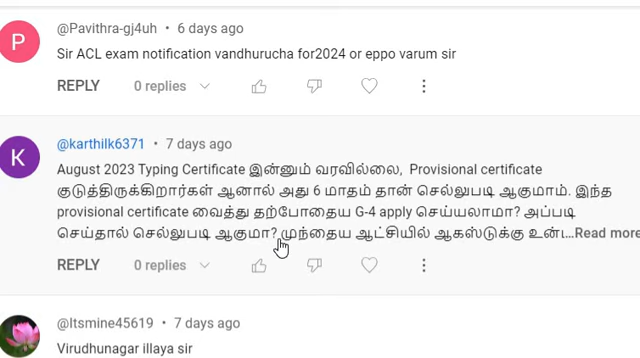 P
@Pavithra-gj4uh • 6 days ago
Sir ACL exam notification vandhurucha for2024 or eppo varum sir
REPLY 0 replies
K
@karthilk6371 • 7 days ago
August 2023 Typing Certificate இன்னும் வரவில்லை, Provisional certificate
குடுத்திருக்கிறார்கள் ஆனால் அது 6 மாதம் தான் செல்லுபடி ஆகுமாம். இந்த
provisional certificate வைத்து தற்போதைய G-4 apply செய்யலாமா? அப்படி
செய்தால் செல்லுபடி ஆகுமா? முந்தைய ஆட்சியில் ஆகஸ்டுக்கு ...Read more
REPLY 0 replies
@Itsmine45619 • 7 days ago
Virudhunagar illaya sir